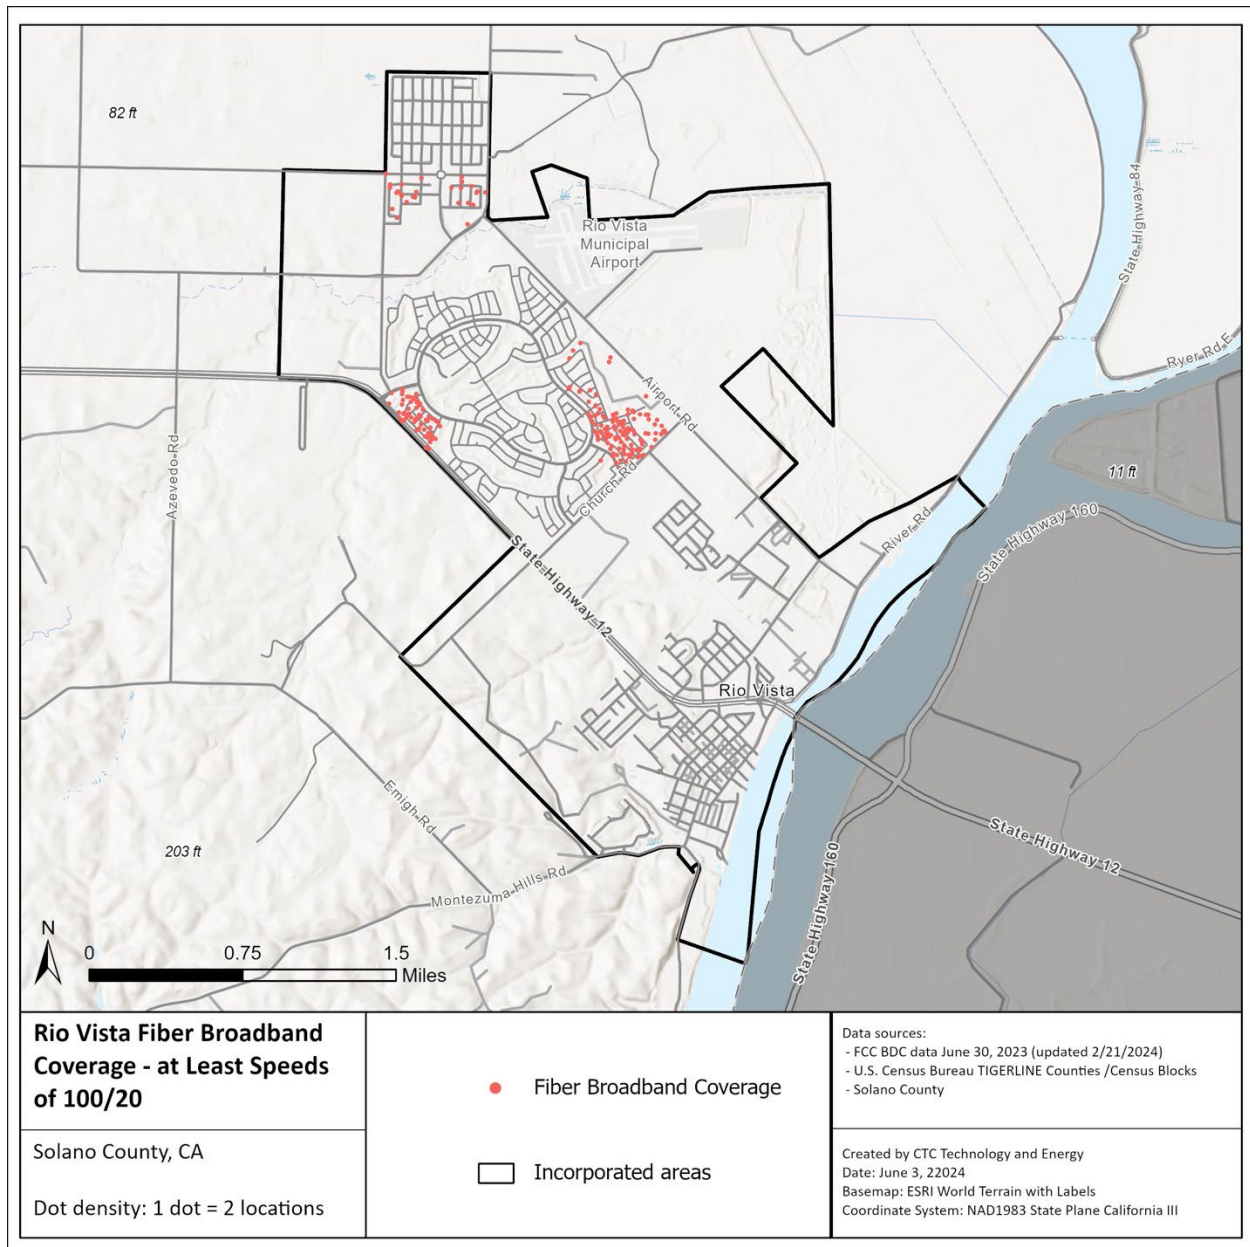 82 ft
State Highway 84
Rio Vista
Municipal
Airport
Ryer Rd E
Airport Rd
Azevedo Rd
Church Rd
11 ft
River Rd
State Highway 160
State Highway 12
Rio Vista
Emigh Rd
203 ft
State Highway 12
Montezuma Hills Rd
State Highway 160
N
0 0.75 1.5
Miles
Rio Vista Fiber Broadband
Coverage - at Least Speeds
of 100/20
Solano County, CA
Dot density: 1 dot = 2 locations
Fiber Broadband Coverage
Incorporated areas
Data sources:
- FCC BDC data June 30, 2023 (updated 2/21/2024)
- U.S. Census Bureau TIGERLINE Counties /Census Blocks
- Solano County
Created by CTC Technology and Energy
Date: June 3, 22024
Basemap: ESRI World Terrain with Labels
Coordinate System: NAD1983 State Plane California III